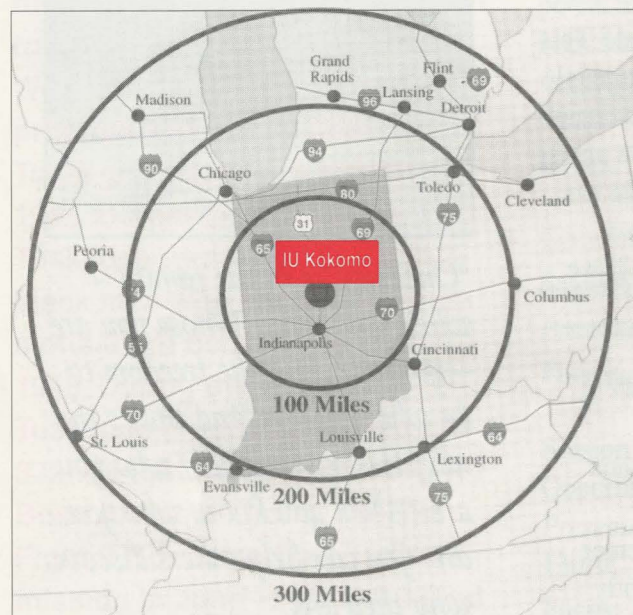 Grand
Rapids
Flint
69
96
Lansing
Madison
Detroit
94
90
Chicago
80
Toledo
75
Cleveland
31
69
65
IU Kokomo
Peoria
74
70
Columbus
Indianapolis
Cincinnati
100 Miles
70
St. Louis
Louisville
64
64
Lexington
Evansville
200 Miles
75
65
300 Miles